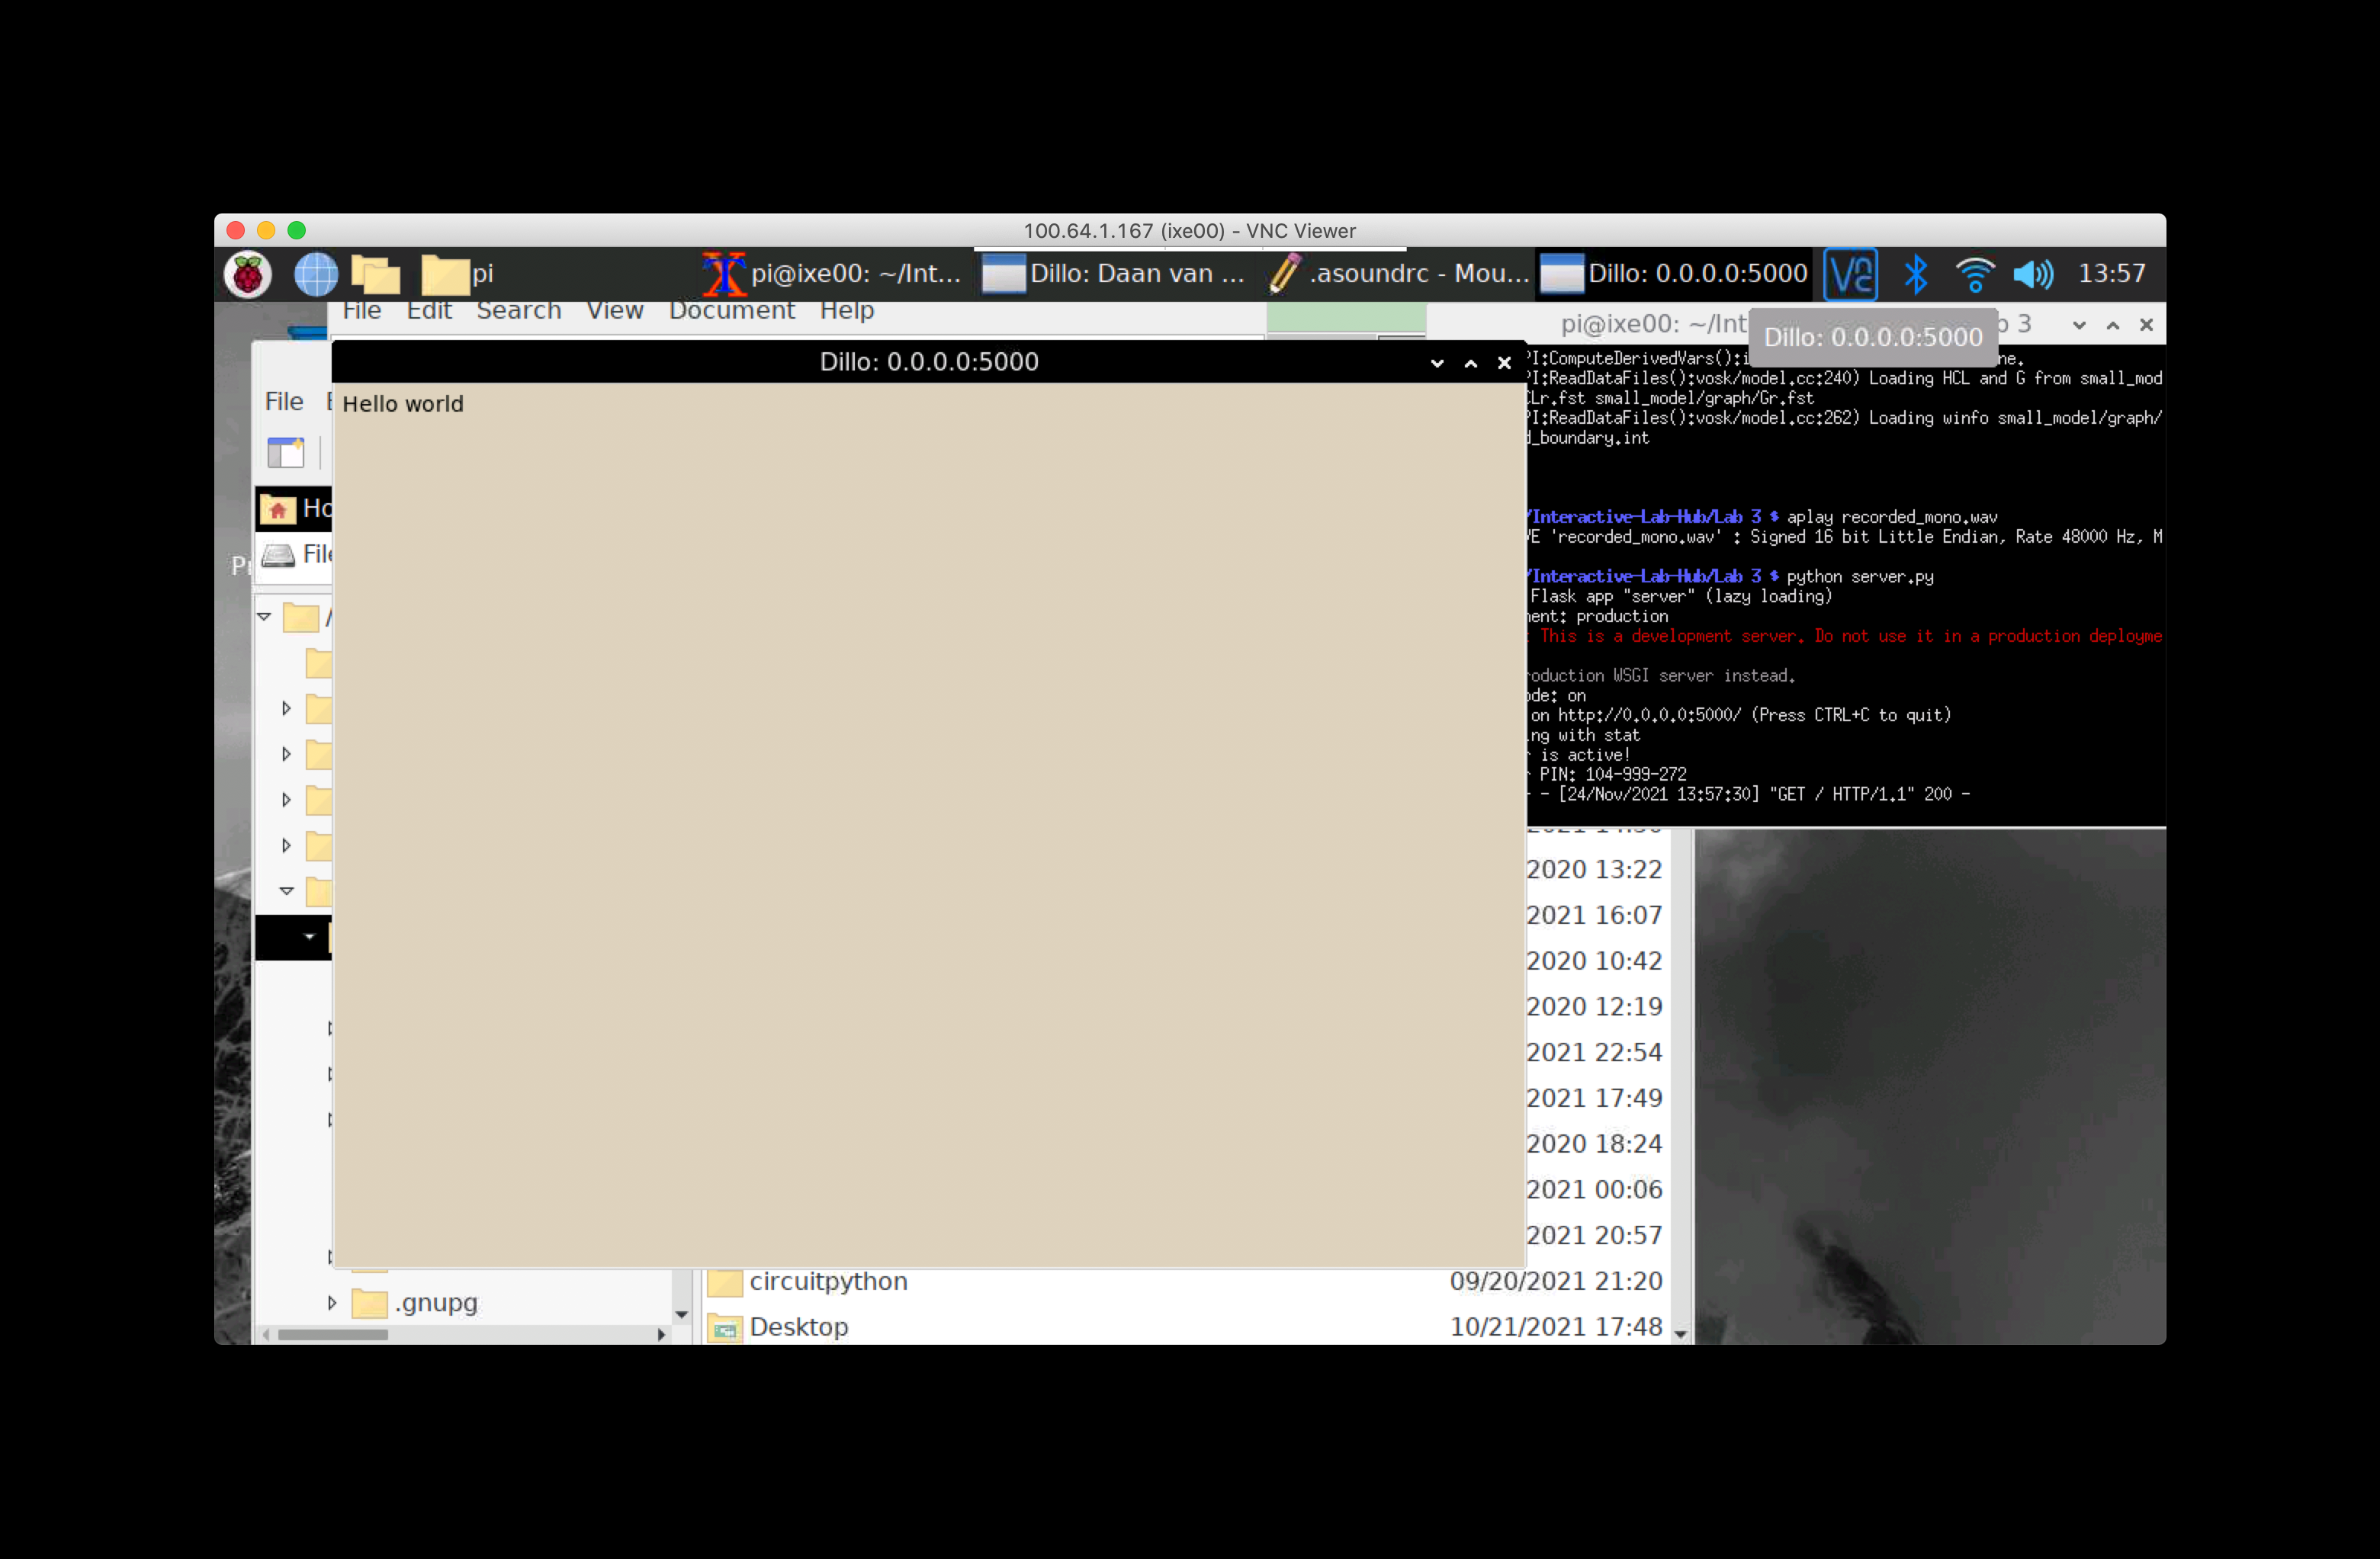 100.64.1.167 (ixe00) - VNC Viewer
pi
pi@ixe00: ~/Int...
Dillo: Daan van ...
.asoundrc - Mou...
Dillo: 0.0.0.0:5000
13:57
File Edit Search View Document Help
pi@ixe00: ~/Int
3
Dillo: 0.0.0.0:5000
Dillo: 0.0.0.0:5000
File
Hello world
PI:ComputeDerivedVars():i
ne.
PI:ReadDataFiles():vosk/model.cc:240) Loading HCL and G from small_mod
CLr.fst small_model/graph/Gr.fst
PI:ReadDataFiles():vosk/model.cc:262) Loading winfo small_model/graph/
d_boundary.int
/Interactive-Lab-Hub/Lab 3 $ aplay recorded_mono.wav
VE 'recorded_mono.wav' : Signed 16 bit Little Endian, Rate 48000 Hz, M
/Interactive-Lab-Hub/Lab 3 $ python server.py
Flask app "server" (lazy loading)
ment: production
: This is a development server. Do not use it in a production deployme
roduction WSGI server instead.
ode: on
on http://0.0.0.0:5000/ (Press CTRL+C to quit)
ing with stat
r is active!
r PIN: 104-999-272
- - [24/Nov/2021 13:57:30] "GET / HTTP/1.1" 200 -
Ho
File
/
2020 13:22
2021 16:07
2020 10:42
2020 12:19
2021 22:54
2021 17:49
2020 18:24
2021 00:06
2021 20:57
circuitpython 09/20/2021 21:20
.gnupg
Desktop 10/21/2021 17:48